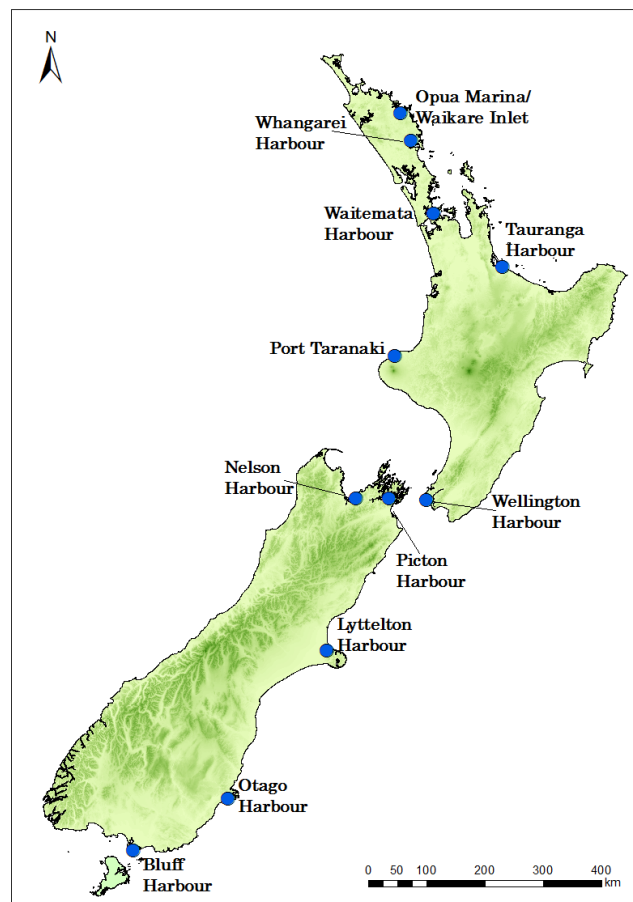 N
Opua Marina/
Waikare Inlet
Whangarei
Harbour
Waitemata
Harbour
Tauranga
Harbour
Port Taranaki
Nelson
Harbour
Wellington
Harbour
Picton
Harbour
Lyttelton
Harbour
Otago
Harbour
Bluff
Harbour
0 50 100 200 300 400
km